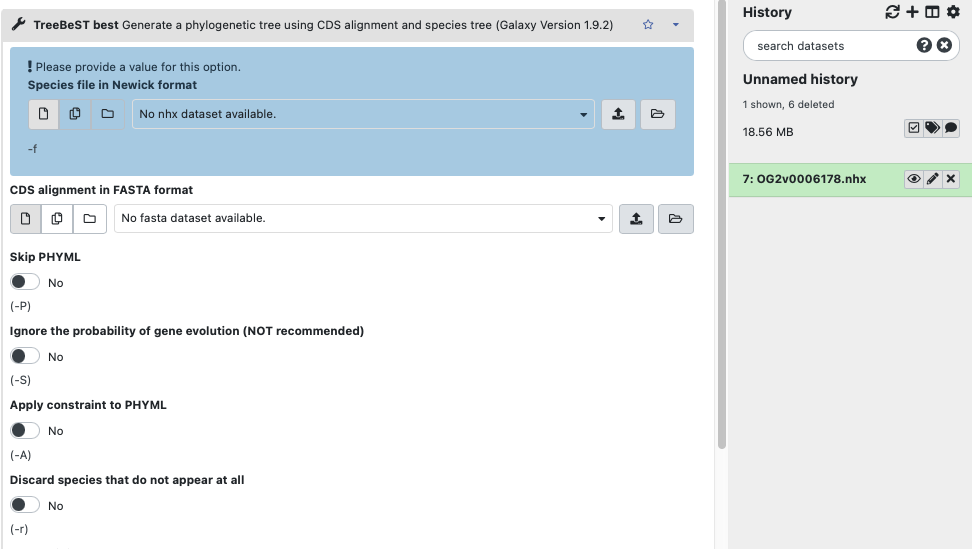 TreeBeST best Generate a phylogenetic tree using CDS alignment and species tree (Galaxy Version 1.9.2)
Please provide a value for this option.
Species file in Newick format
No nhx dataset available.
-f
CDS alignment in FASTA format
No fasta dataset available.
Skip PHYML
No
(-P)
Ignore the probability of gene evolution (NOT recommended)
No
(-S)
Apply constraint to PHYML
No
(-A)
Discard species that do not appear at all
No
(-r)
History
search datasets
Unnamed history
1 shown, 6 deleted
18.56 MB
7: OG2v0006178.nhx